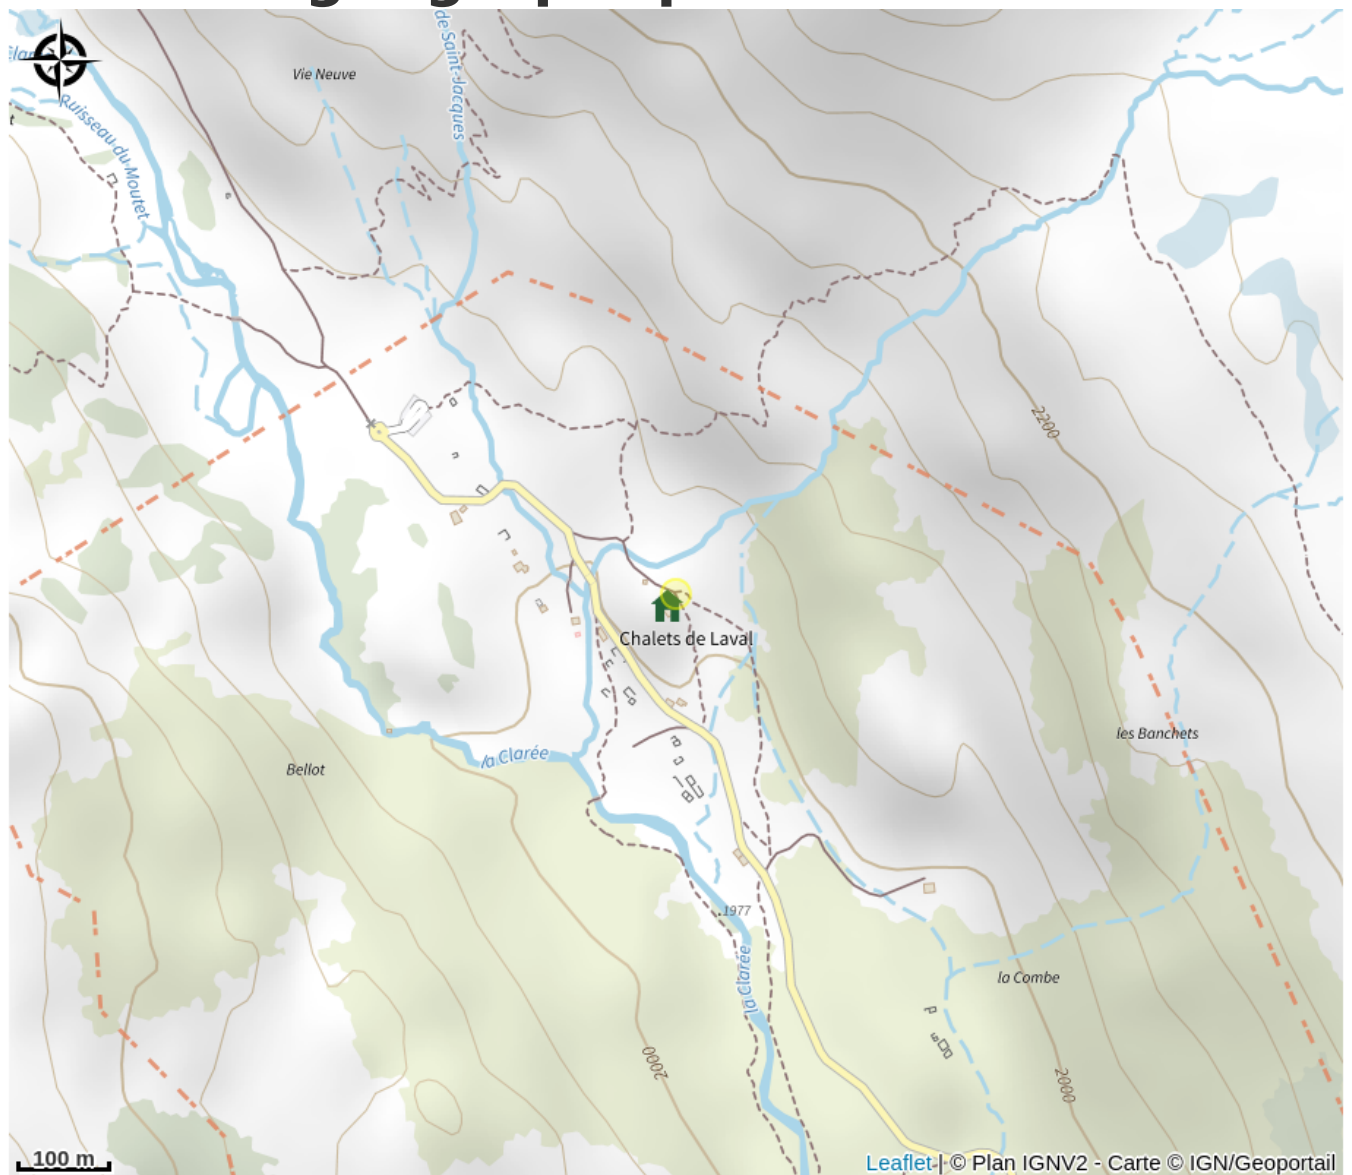 Vie Neuve
de Saint-Jacques
Ruisseau du Moutet
t
2200
Chalets de Laval
les Banchets
la Clarée
Bellot
1977
la Clarée
la Combe
2000
2000
100 m
Leaflet | © Plan IGNV2 - Carte © IGN/Geoportail